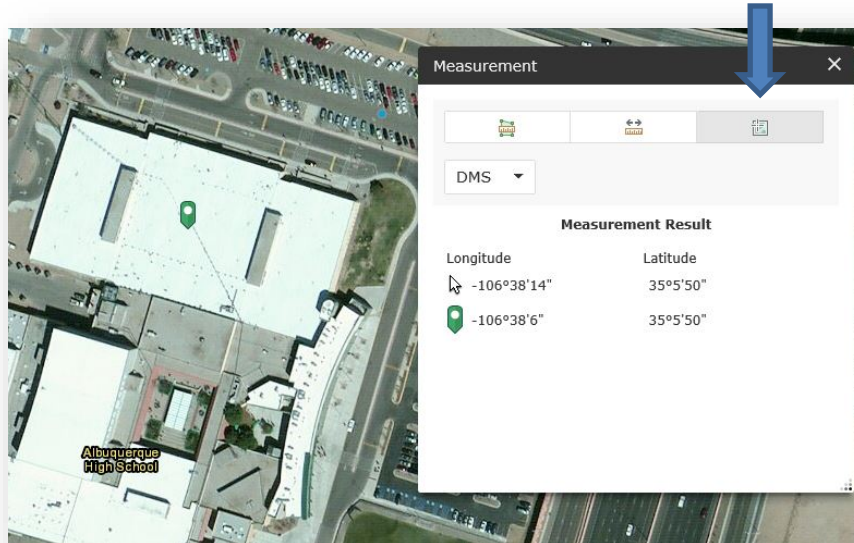 Measurement
DMS
Measurement Result
Longitude Latitude
-106°38'14" 35°5'50"
-106°38'6" 35°5'50"
Albuquerque
High School